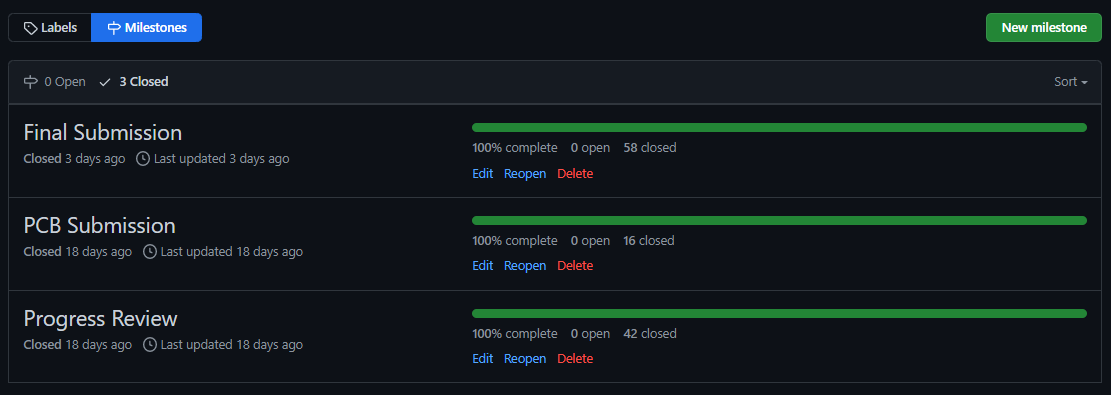 Labels Milestones New milestone
0 Open 3 Closed Sort
Final Submission
Closed 3 days ago Last updated 3 days ago
100% complete 0 open 58 closed
Edit Reopen Delete
PCB Submission
Closed 18 days ago Last updated 18 days ago
100% complete 0 open 16 closed
Edit Reopen Delete
Progress Review
Closed 18 days ago Last updated 18 days ago
100% complete 0 open 42 closed
Edit Reopen Delete